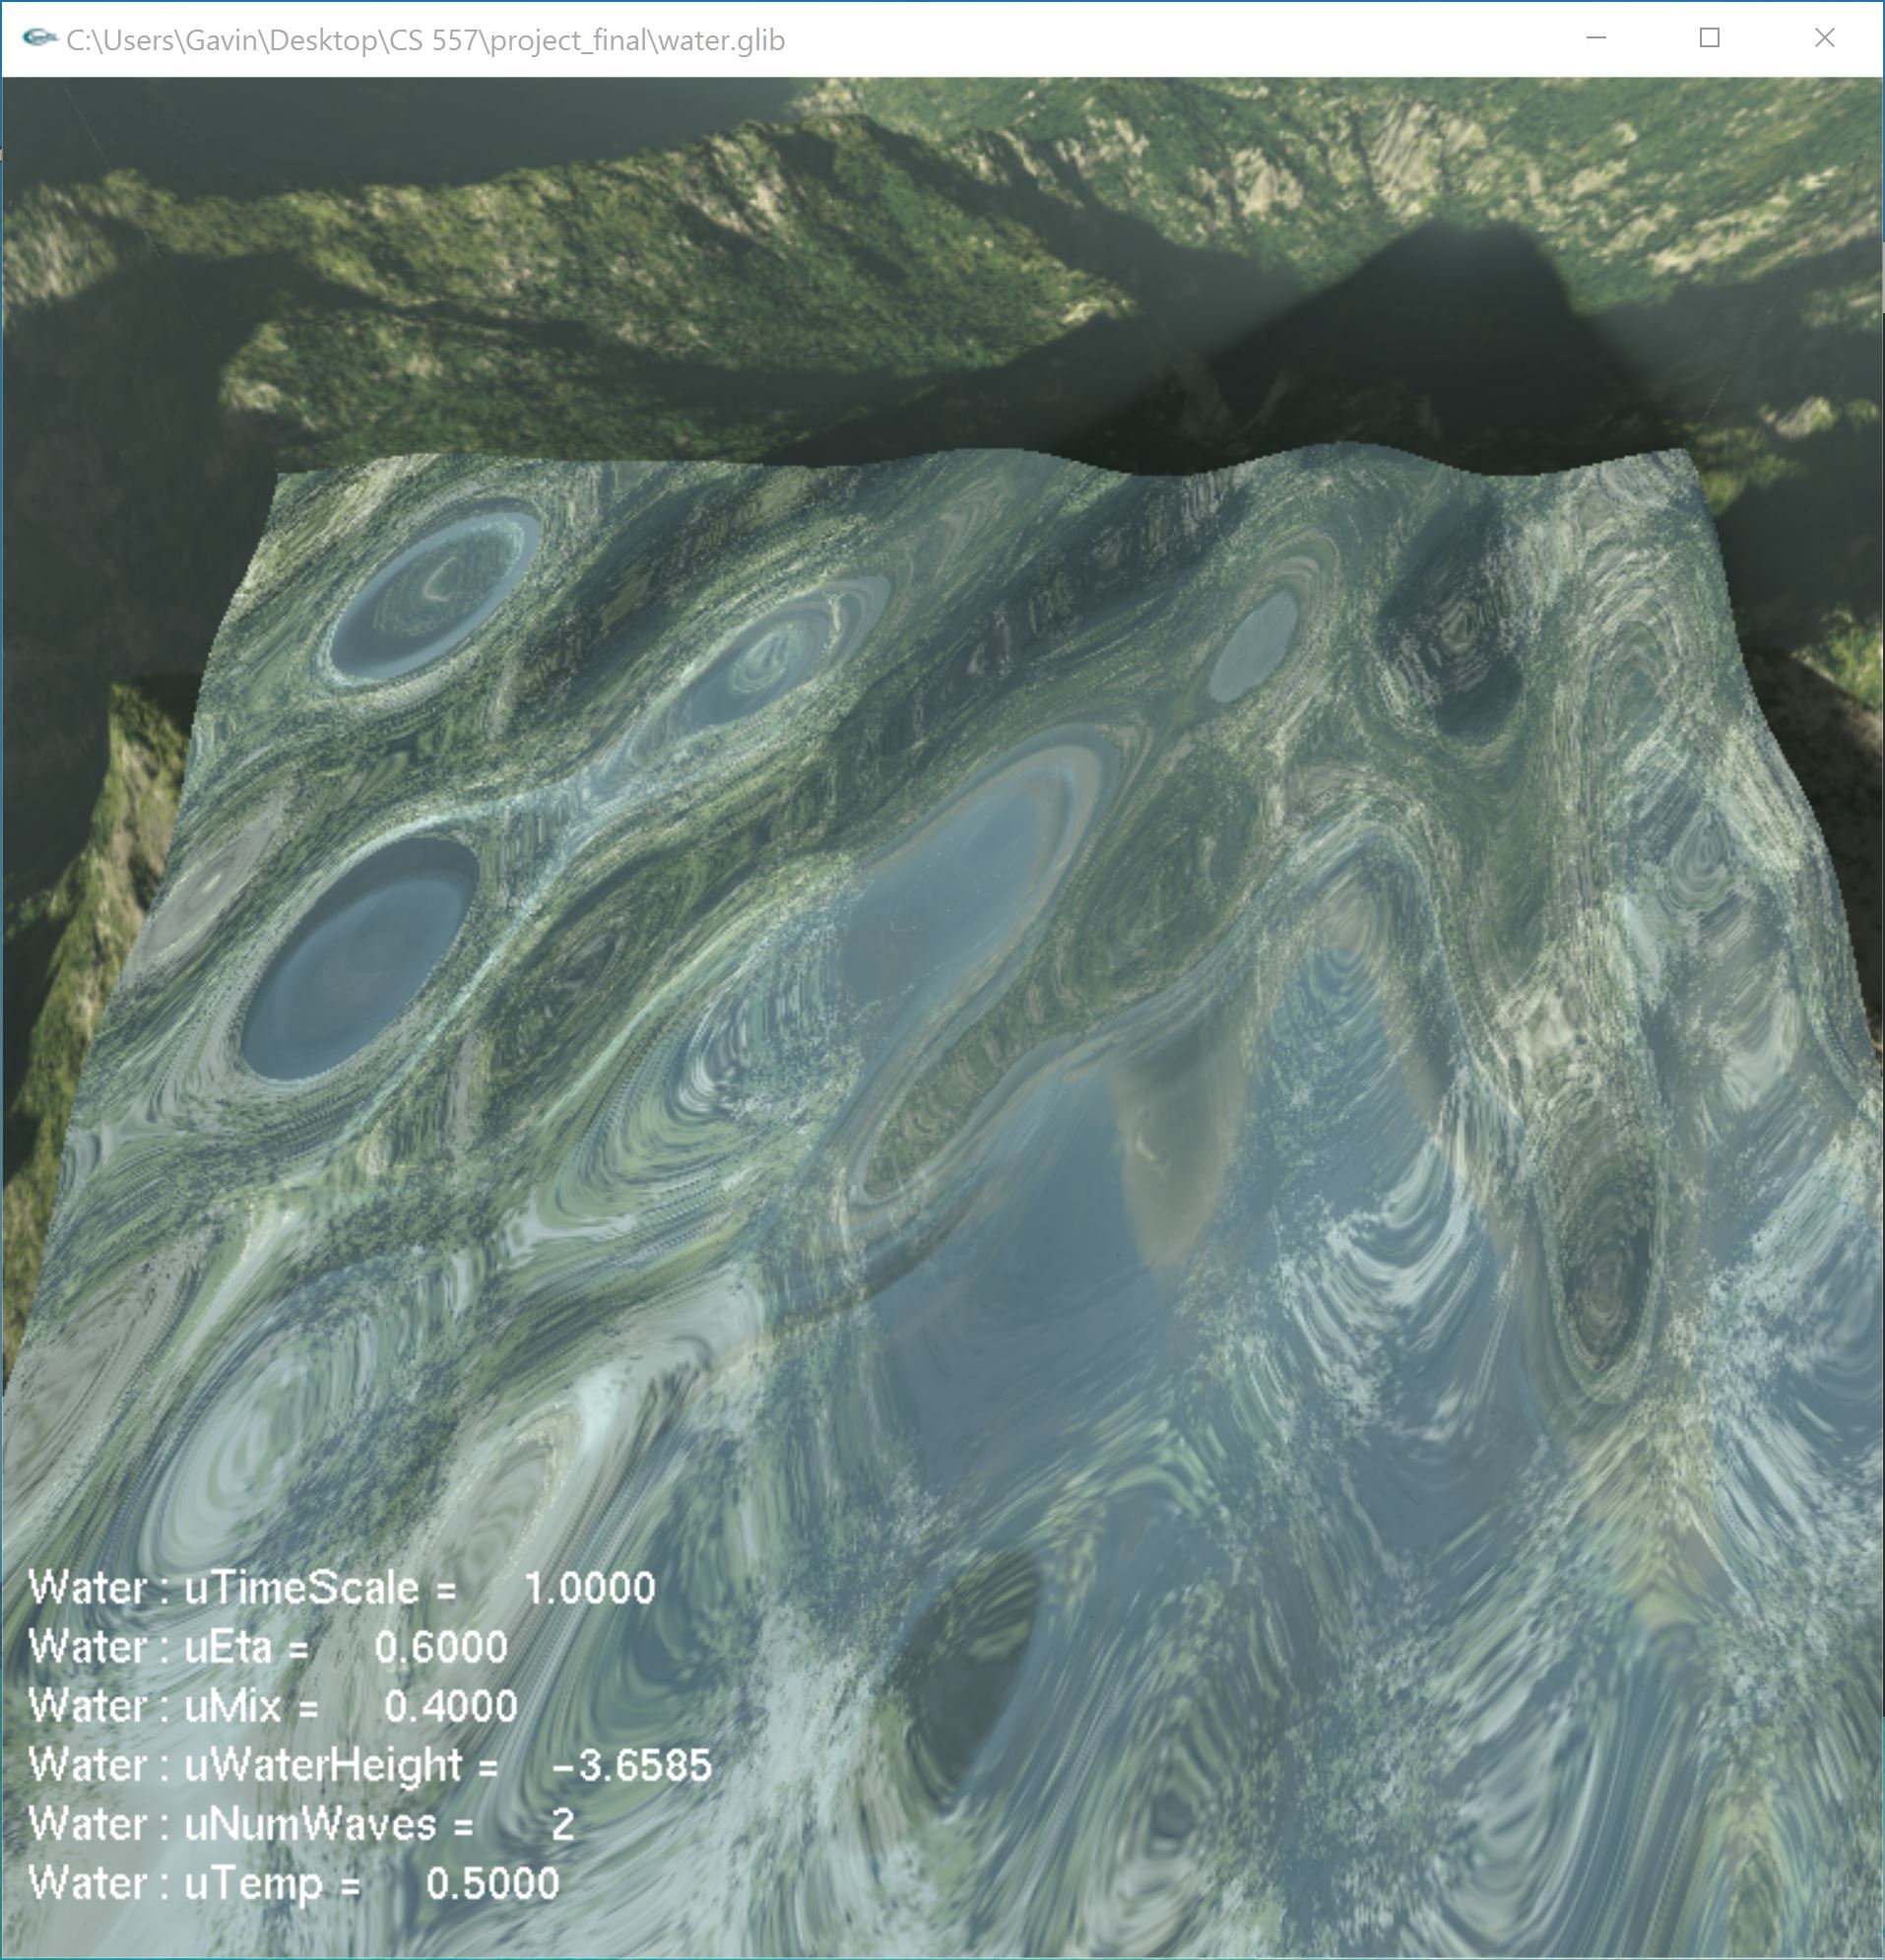 C:\Users\Gavin\Desktop\CS 557\project_final\water.glib
Water : uTimeScale = 1.0000
Water : uEta = 0.6000
Water : uMix = 0.4000
Water : uWaterHeight = -3.6585
Water : uNumWaves = 2
Water : uTemp = 0.5000